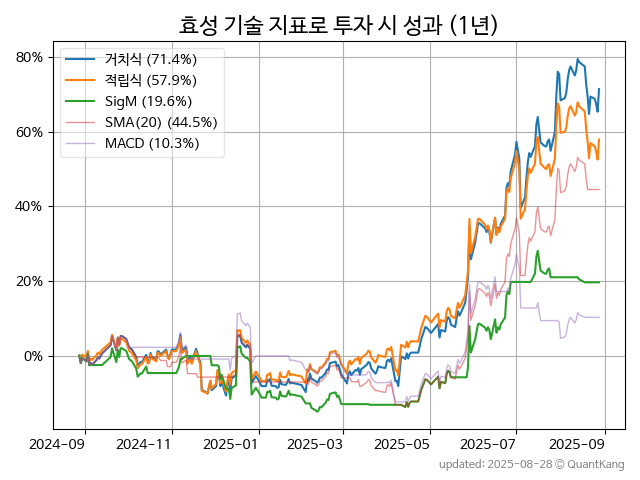 효성 기술 지표로 투자 시 성과 (1년)
거치식 (71.4%)
적립식 (57.9%)
SigM (19.6%)
SMA(20) (44.5%)
MACD (10.3%)
80%
60%
40%
20%
0%
2024-09 2024-11 2025-01 2025-03 2025-05 2025-07 2025-09
updated: 2025-08-28 © QuantKang